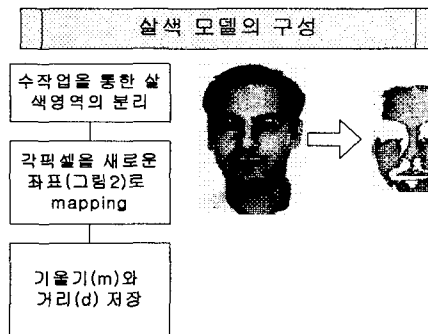 살색 모델의 구성
수작업을 통한 살
색영역의 분리
각픽셀을 새로운
좌표(그림2)로
mapping
기울기(m)와
거리(d) 저장